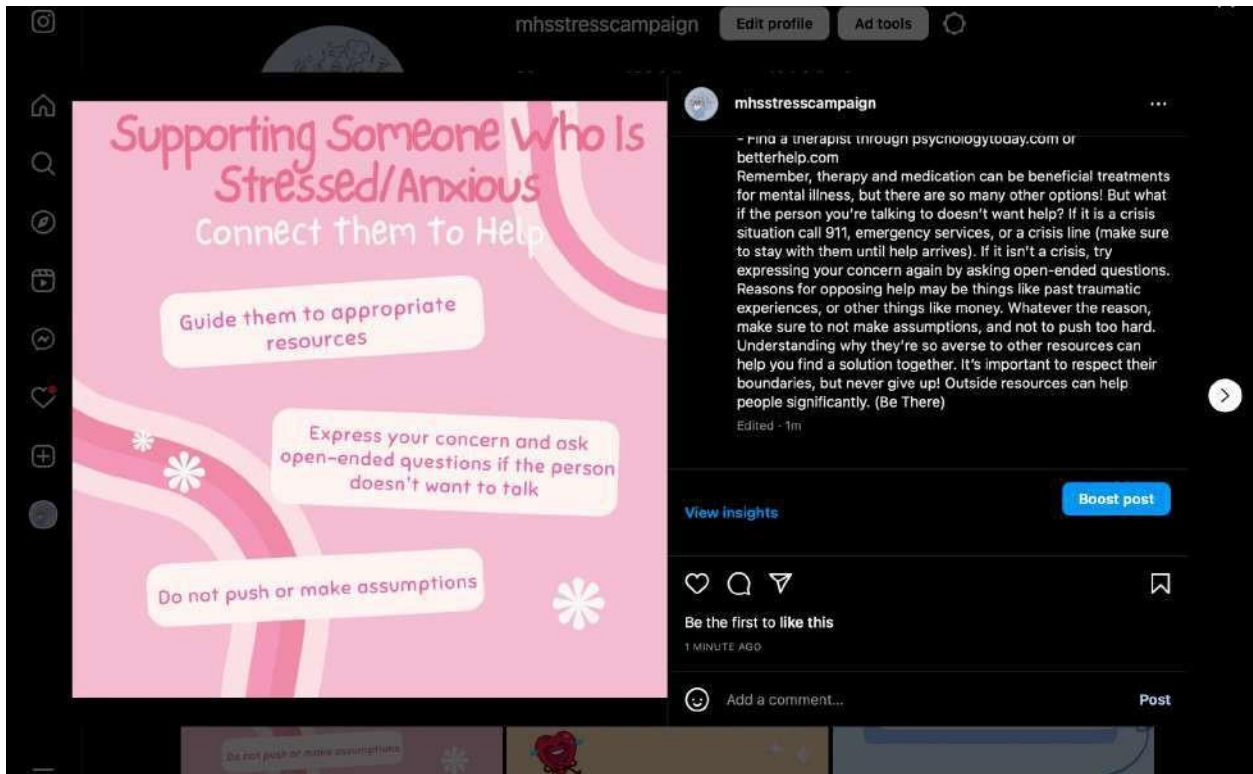 mhsstresscampaign
Edit profile
Ad tools
Supporting Someone Who Is
Stressed/Anxious
Connect them to Help
Guide them to appropriate
resources
Express your concern and ask
open-ended questions if the person
doesn't want to talk
Do not push or make assumptions
mhsstresscampaign
- Find a therapist through psychologytoday.com or
betterhelp.com
Remember, therapy and medication can be beneficial treatments
for mental illness, but there are so many other options! But what
if the person you're talking to doesn't want help? If it is a crisis
situation call 911, emergency services, or a crisis line (make sure
to stay with them until help arrives). If it isn't a crisis, try
expressing your concern again by asking open-ended questions.
Reasons for opposing help may be things like past traumatic
experiences, or other things like money. Whatever the reason,
make sure to not make assumptions, and not to push too hard.
Understanding why they're so averse to other resources can
help you find a solution together. It's important to respect their
boundaries, but never give up! Outside resources can help
people significantly. (Be There)
Edited · 1m
View insights
Boost post
Be the first to like this
1 MINUTE AGO
Add a comment...
Post
Do not push or make assumptions